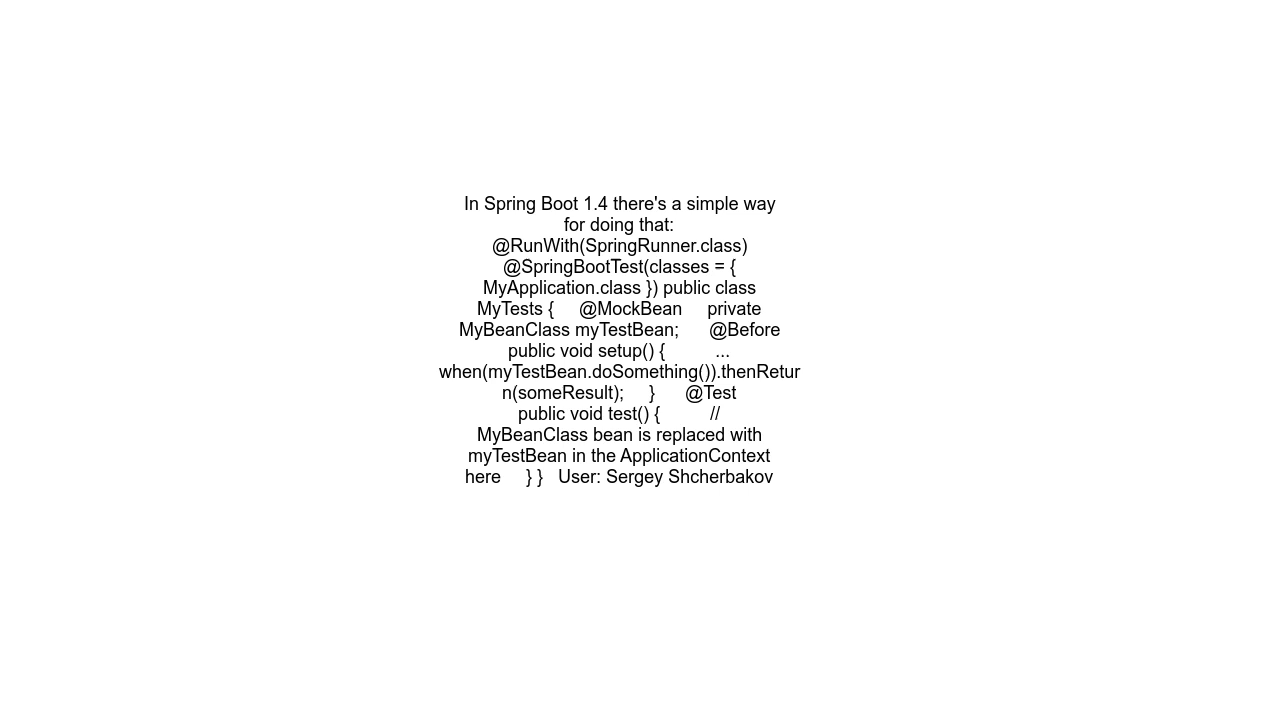 In Spring Boot 1.4 there's a simple way
for doing that:
@RunWith(SpringRunner.class)
@SpringBootTest(classes = {
MyApplication.class }) public class
MyTests {     @MockBean     private
MyBeanClass myTestBean;      @Before
public void setup() {          ...
when(myTestBean.doSomething()).thenRetur
n(someResult);     }      @Test
public void test() {          //
MyBeanClass bean is replaced with
myTestBean in the ApplicationContext
here     } }   User: Sergey Shcherbakov